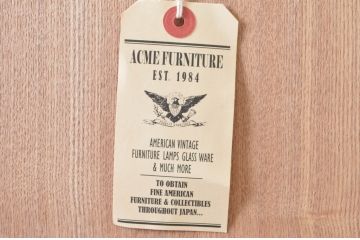 ACME FURNITURE
EST. 1984
AMERICAN VINTAGE
FURNITURE LAMPS GLASS WARE
& MUCH MORE
TO OBTAIN
FINE AMERICAN
FURNITURE & COLLECTIBLES
THROUGHOUT JAPAN...